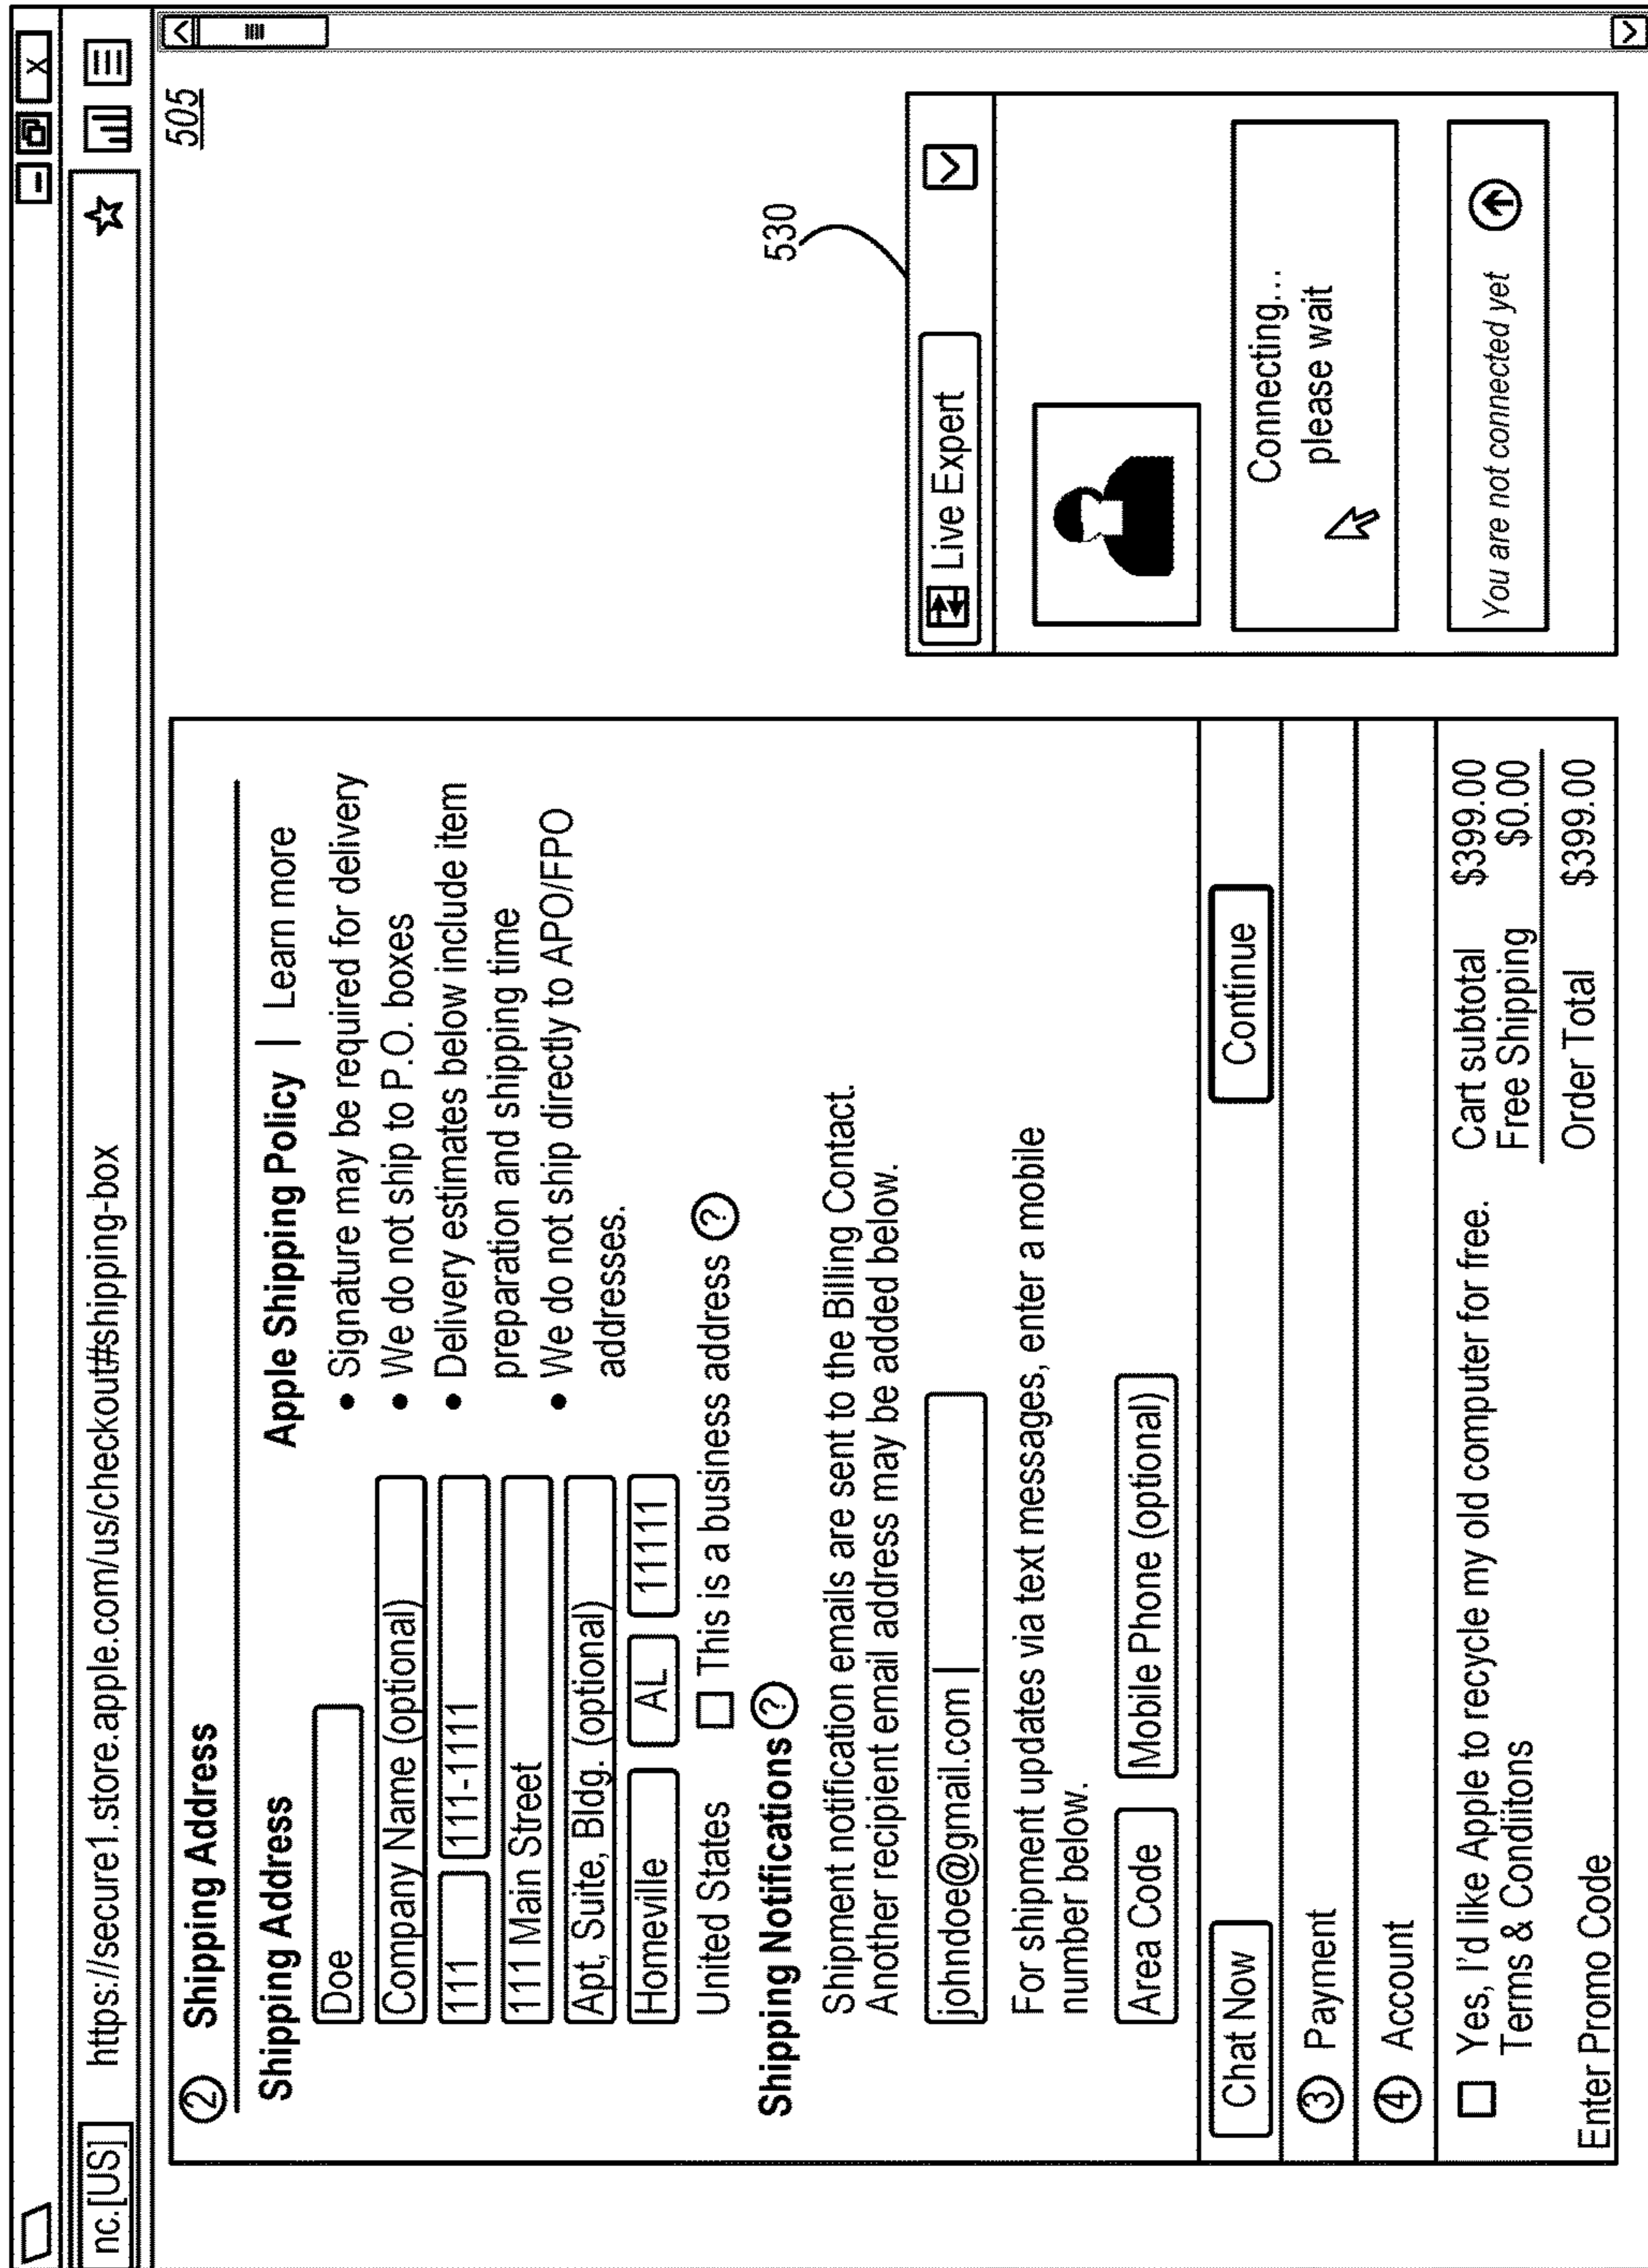 X
nc.[US] https://secure1.store.apple.com/us/checkout#shipping-box
505
2 Shipping Address
Shipping Address
Doe
Company Name (optional)
111 111-1111
111 Main Street
Apt, Suite, Bldg. (optional)
Homeville AL 11111
United States This is a business address ?
Apple Shipping Policy | Learn more
• Signature may be required for delivery
• We do not ship to P.O. boxes
• Delivery estimates below include item
preparation and shipping time
• We do not ship directly to APO/FPO
addresses.
Shipping Notifications ?
Shipment notification emails are sent to the Billing Contact.
Another recipient email address may be added below.
johndoe@gmail.com |
For shipment updates via text messages, enter a mobile
number below.
Area Code Mobile Phone (optional)
Chat Now Continue
3 Payment
4 Account
Yes, I'd like Apple to recycle my old computer for free.
Terms & Conditons
Enter Promo Code
Cart subtotal $399.00
Free Shipping $0.00
Order Total $399.00
530
Live Expert
Connecting...
please wait
You are not connected yet